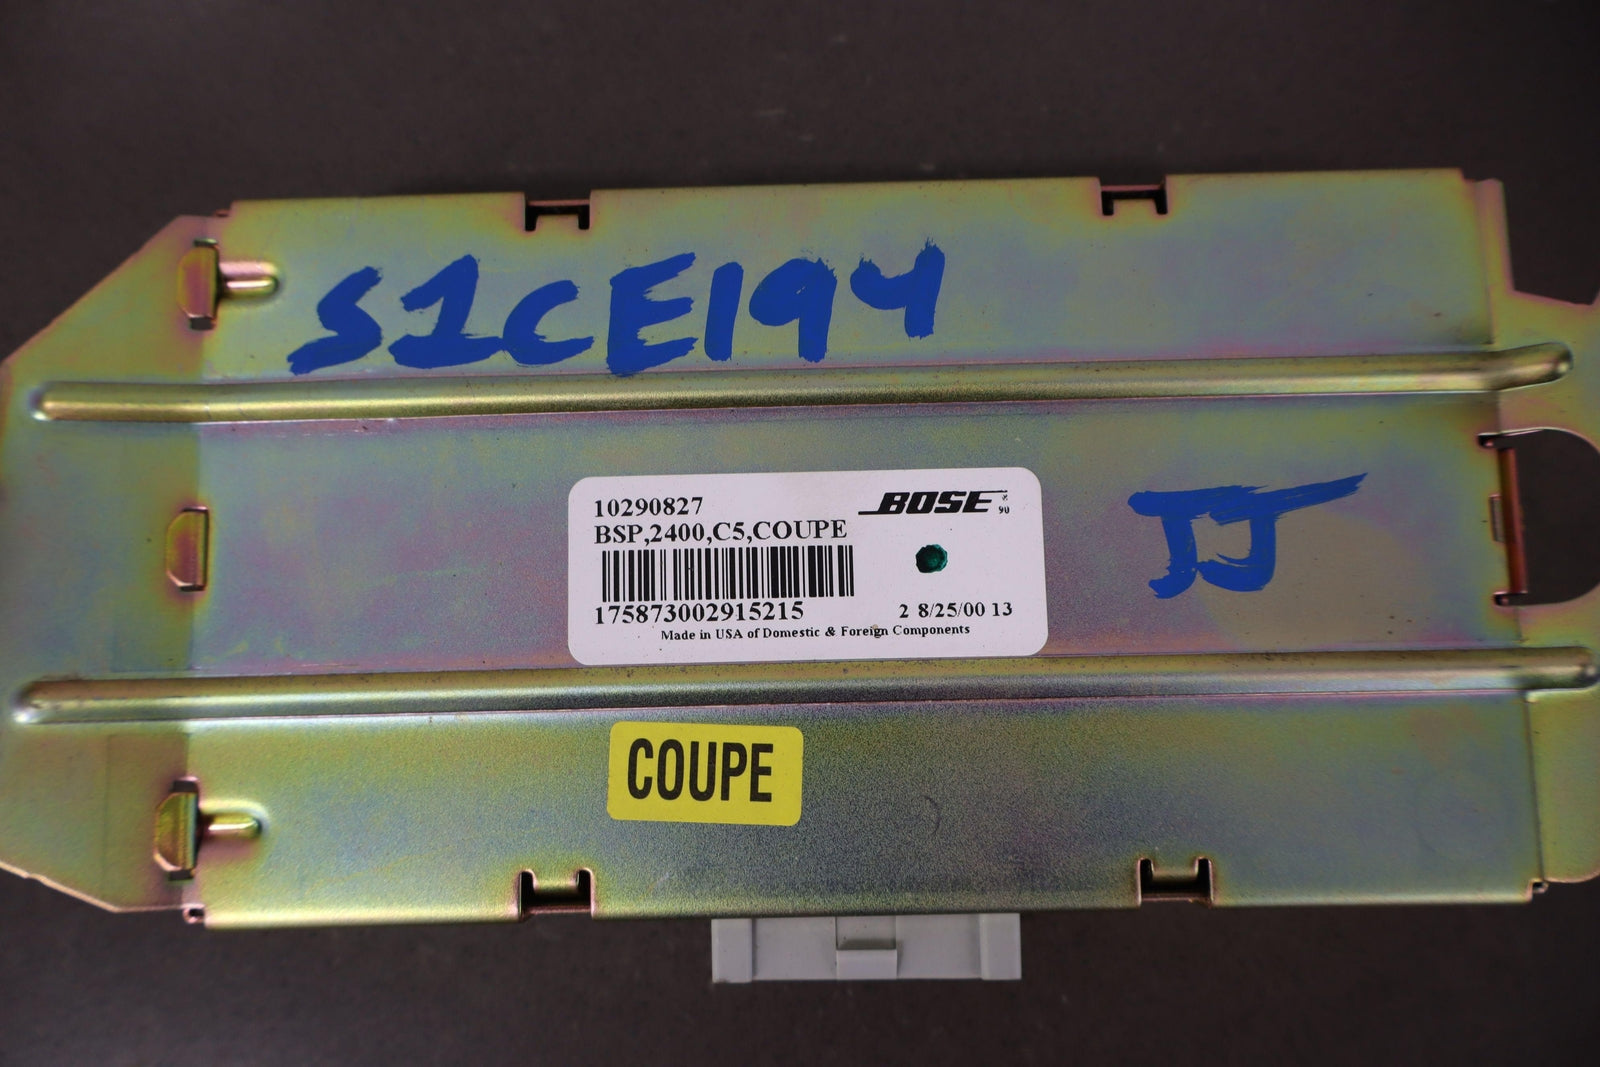 S1CE194
10290827
BOSE ® 90
BSP,2400,C5,COUPE
175873002915215
2 8/25/00 13
Made in USA of Domestic & Foreign Components
JJ
COUPE